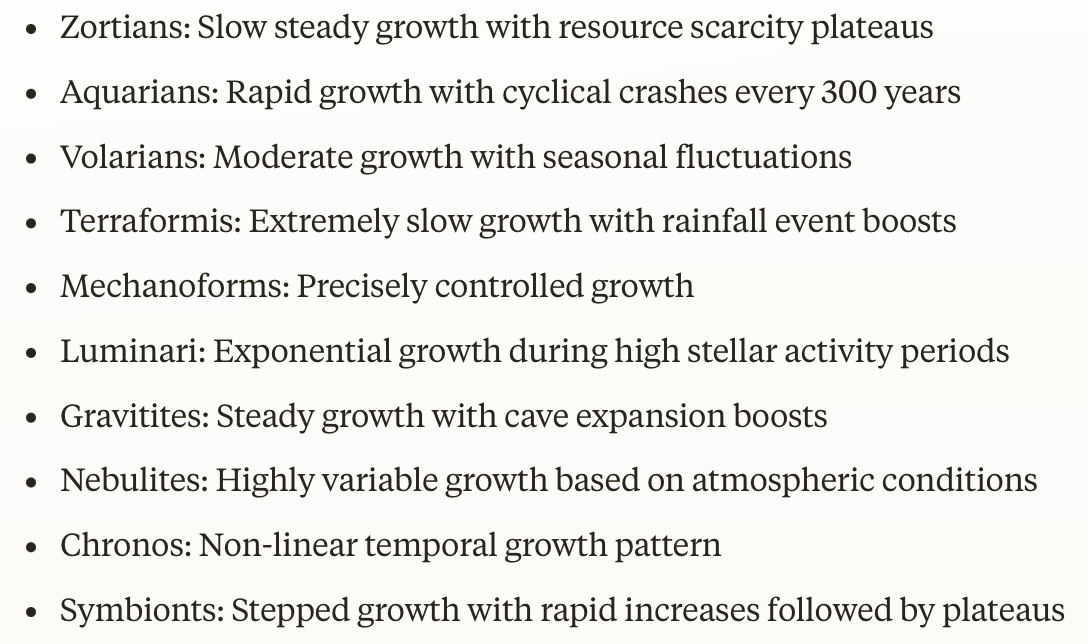 • Zortians: Slow steady growth with resource scarcity plateaus
• Aquarians: Rapid growth with cyclical crashes every 300 years
• Volarians: Moderate growth with seasonal fluctuations
• Terraformis: Extremely slow growth with rainfall event boosts
• Mechanoforms: Precisely controlled growth
• Luminari: Exponential growth during high stellar activity periods
• Gravitites: Steady growth with cave expansion boosts
• Nebulites: Highly variable growth based on atmospheric conditions
• Chronos: Non-linear temporal growth pattern
• Symbionts: Stepped growth with rapid increases followed by plateaus